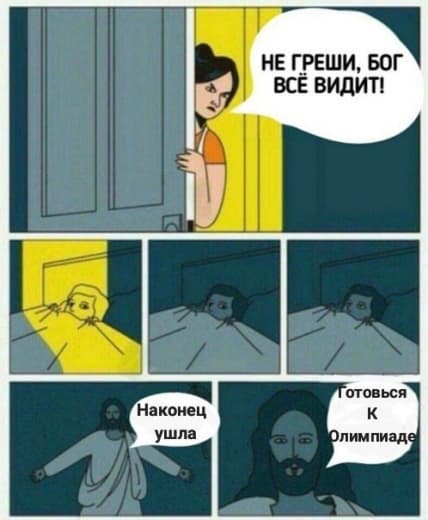 НЕ ГРЕШИ, БОГ
ВСЁ ВИДИТ!
Наконец
ушла
Готовься
К
Олимпиаде